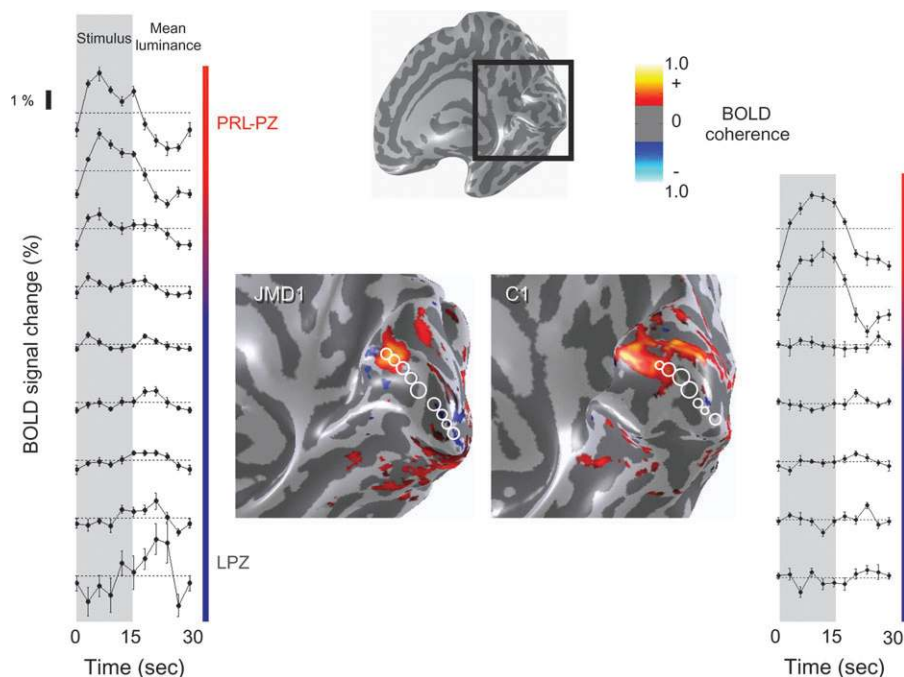 Stimulus
Mean
luminance
1 %
PRL-PZ
BOLD signal change (%)
LPZ
0
15
30
Time (sec)
1.0
+
0
-
1.0
BOLD
coherence
JMD1
C1
0
15
30
Time (sec)